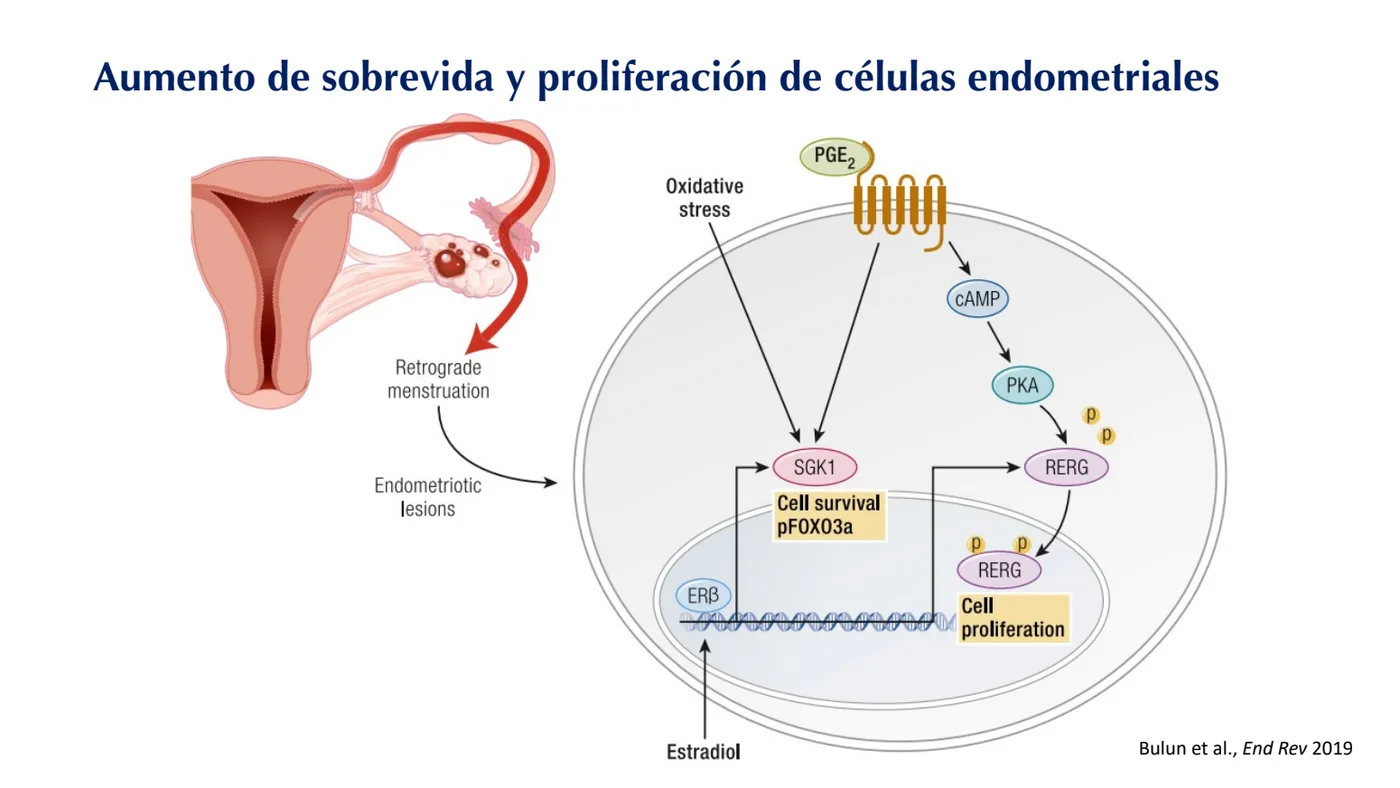 Aumento de sobrevida y proliferación de células endometriales
PGE2
Oxidative
stress
cAMP
Retrograde
menstruation
PKA
p
p
SGK1
RERG
Endometriotic
lesions
Cell survival
pFOXO3a
p
p
RERG
ERβ
Cell
proliferation
Estradiol
Bulun et al., End Rev 2019